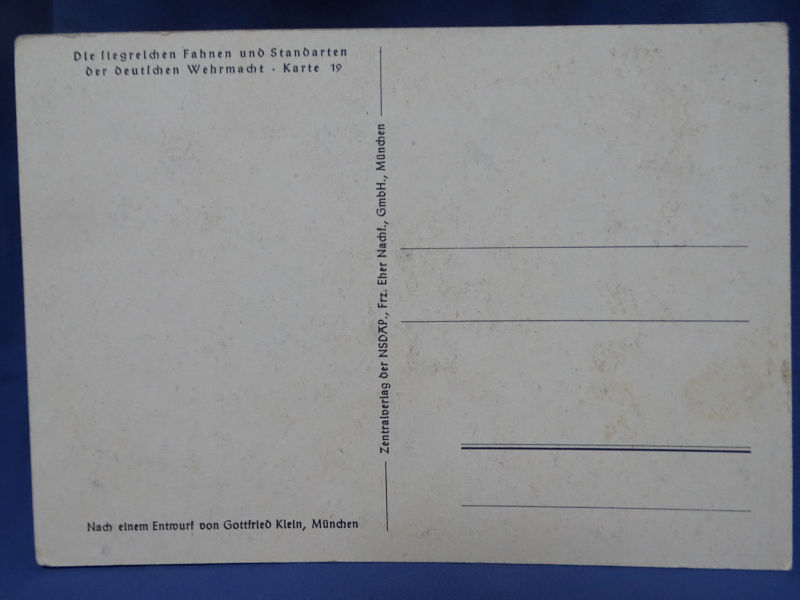 Die siegreichen Fahnen und Standarten
der deutschen Wehrmacht · Karte 19
Zentralverlag der NSDAP., Frz. Eher Nachf., GmbH., München
Nach einem Entwurf von Gottfried Klein, München